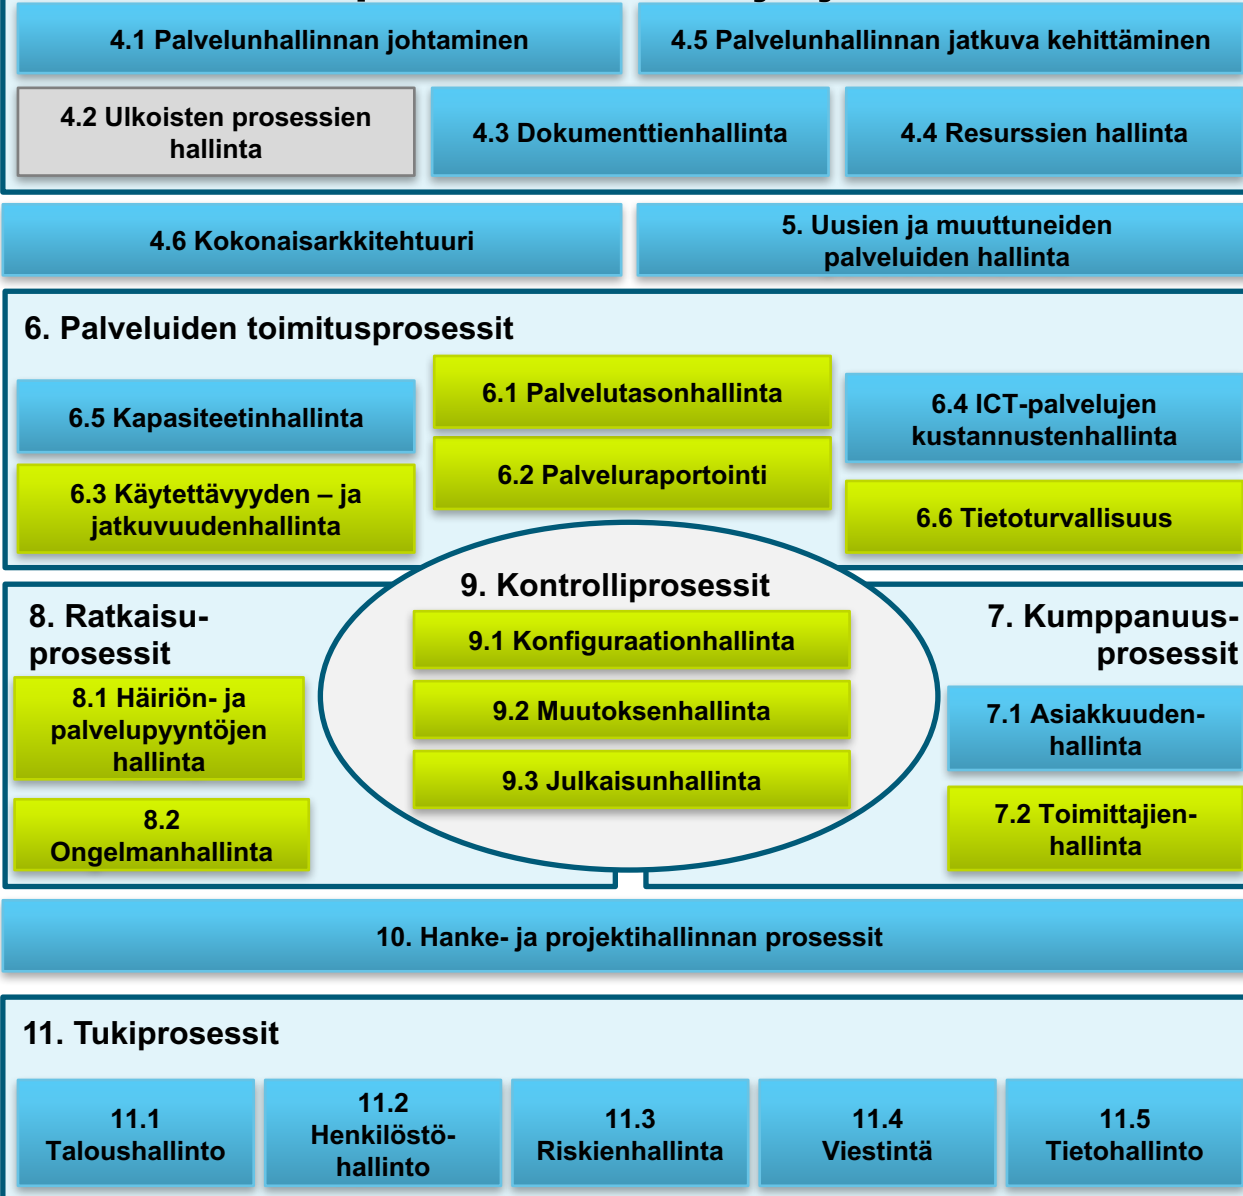 4.1 Palvelunhallinnan johtaminen
4.5 Palvelunhallinnan jatkuva kehittäminen
4.2 Ulkoisten prosessien
hallinta
4.3 Dokumenttienhallinta
4.4 Resurssien hallinta
4.6 Kokonaisarkkitehtuuri
5. Uusien ja muuttuneiden
palveluiden hallinta
6. Palveluiden toimitusprosessit
6.5 Kapasiteetinhallinta
6.1 Palvelutasonhallinta
6.4 ICT-palvelujen
kustannustenhallinta
6.3 Käytettävyyden – ja
jatkuvuudenhallinta
6.2 Palveluraportointi
6.6 Tietoturvallisuus
8. Ratkaisu-
prosessit
8.1 Häiriön- ja
palvelupyyntöjen
hallinta
8.2
Ongelmanhallinta
9. Kontrolliprosessit
9.1 Konfiguraationhallinta
9.2 Muutoksenhallinta
9.3 Julkaisunhallinta
7. Kumppanuus-
prosessit
7.1 Asiakkuuden-
hallinta
7.2 Toimittajien-
hallinta
10. Hanke- ja projektihallinnan prosessit
11. Tukiprosessit
11.1
Taloushallinto
11.2
Henkilöstö-
hallinto
11.3
Riskienhallinta
11.4
Viestintä
11.5
Tietohallinto